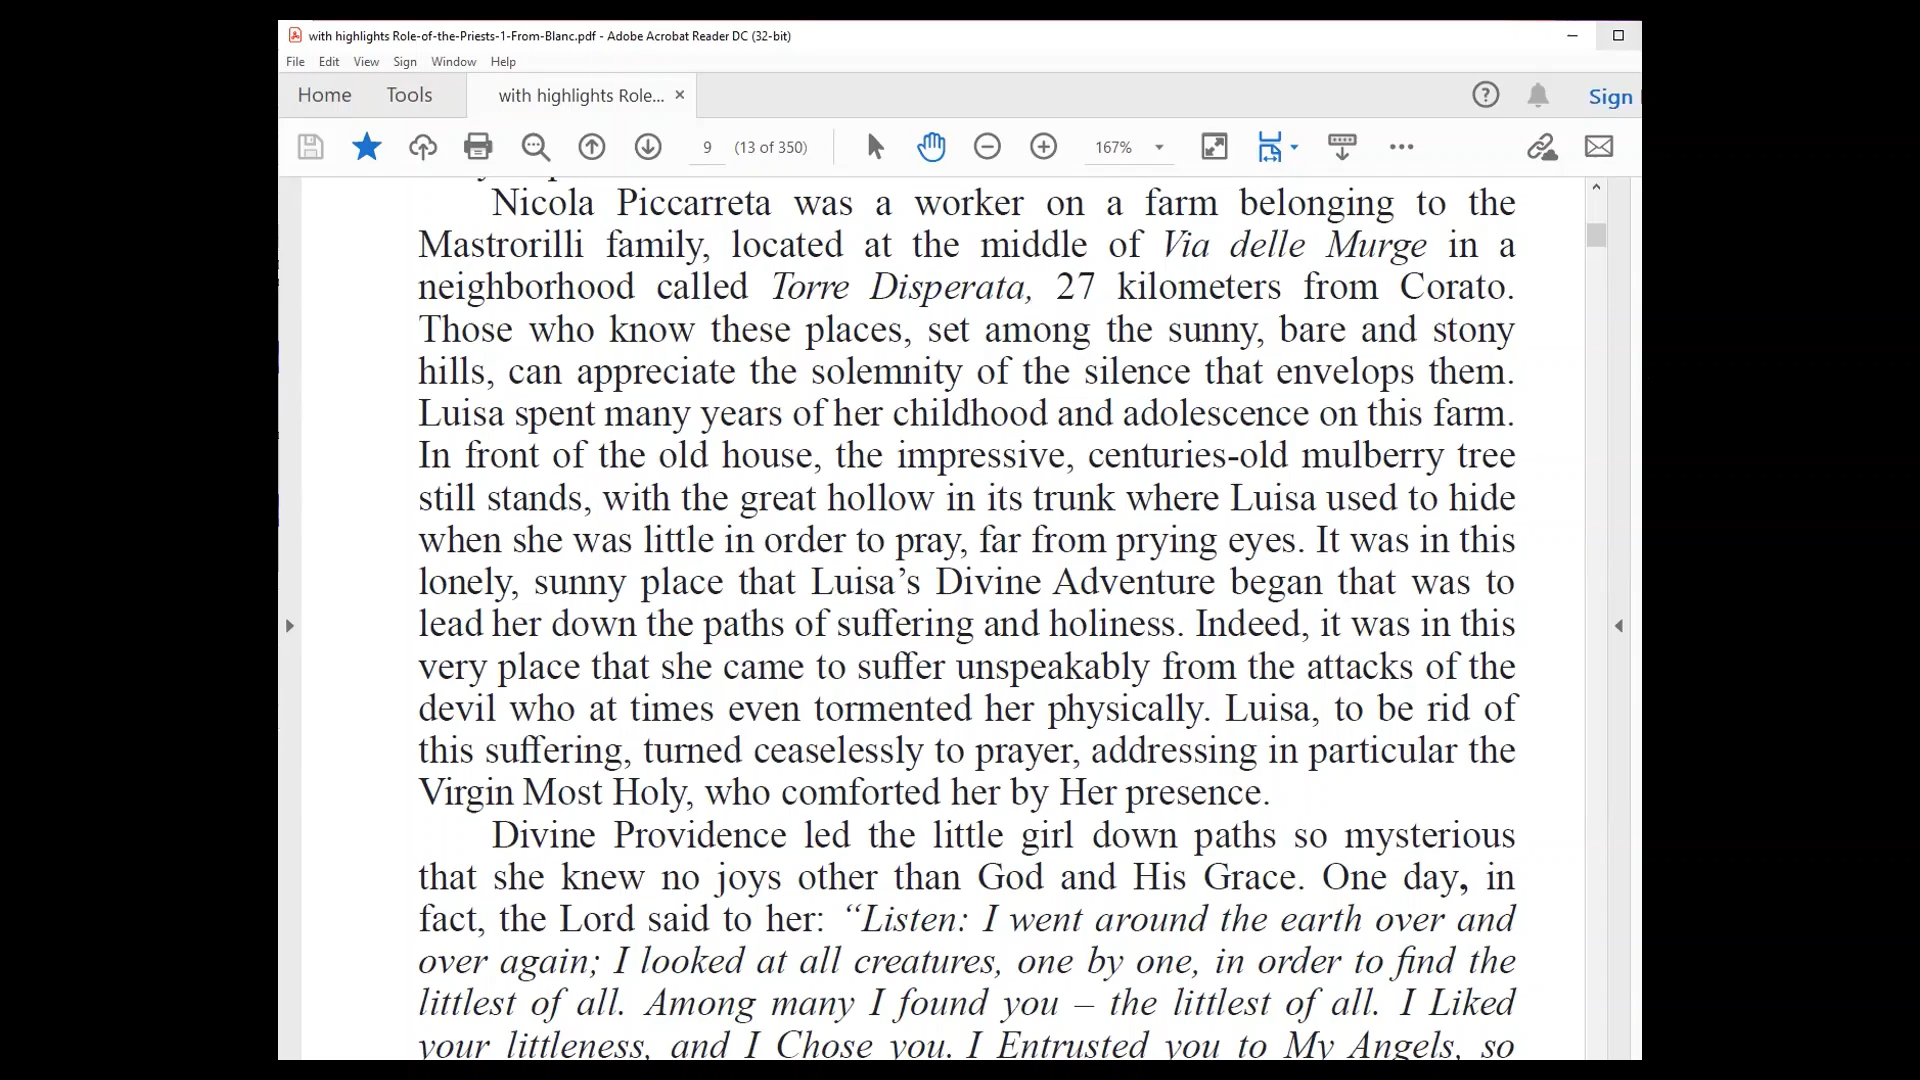 with highlights Role-of-the-Priests-1-From-Blanc.pdf - Adobe Acrobat Reader DC (32-bit)
File Edit View Sign Window Help
Home Tools with highlights Role... × Sign
9 (13 of 350) 167%
Nicola Piccarreta was a worker on a farm belonging to the
Mastrorilli family, located at the middle of Via delle Murge in a
neighborhood called Torre Disperata, 27 kilometers from Corato.
Those who know these places, set among the sunny, bare and stony
hills, can appreciate the solemnity of the silence that envelops them.
Luisa spent many years of her childhood and adolescence on this farm.
In front of the old house, the impressive, centuries-old mulberry tree
still stands, with the great hollow in its trunk where Luisa used to hide
when she was little in order to pray, far from prying eyes. It was in this
lonely, sunny place that Luisa’s Divine Adventure began that was to
lead her down the paths of suffering and holiness. Indeed, it was in this
very place that she came to suffer unspeakably from the attacks of the
devil who at times even tormented her physically. Luisa, to be rid of
this suffering, turned ceaselessly to prayer, addressing in particular the
Virgin Most Holy, who comforted her by Her presence.
Divine Providence led the little girl down paths so mysterious
that she knew no joys other than God and His Grace. One day, in
fact, the Lord said to her: “Listen: I went around the earth over and
over again; I looked at all creatures, one by one, in order to find the
littlest of all. Among many I found you – the littlest of all. I Liked
your littleness, and I Chose you. I Entrusted you to My Angels, so